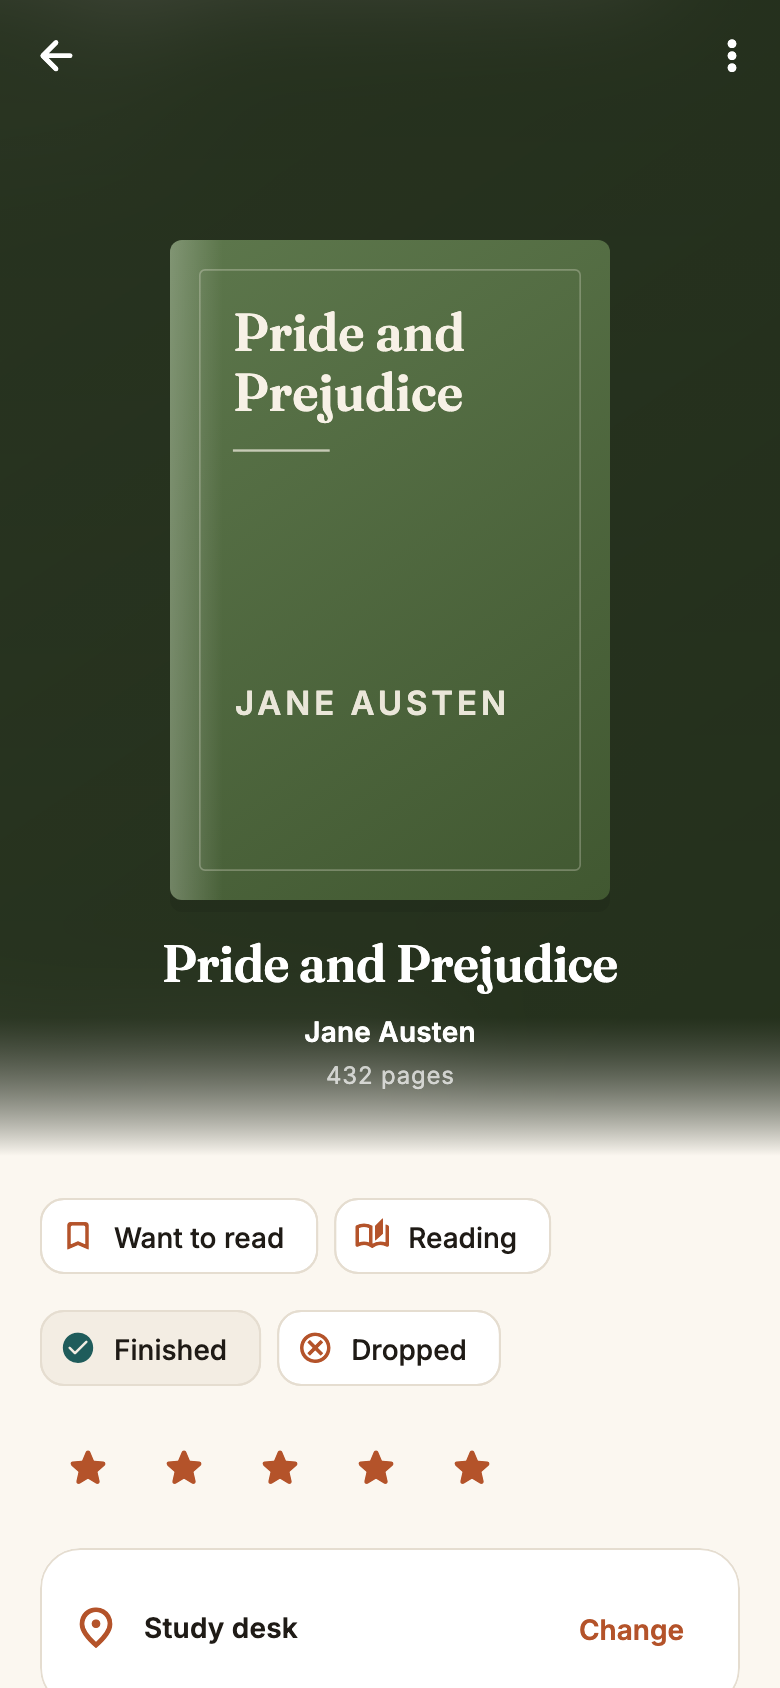 Pride and
Prejudice
JANE AUSTEN
Pride and Prejudice
Jane Austen
432 pages
Want to read
Reading
Finished
Dropped
Study desk
Change